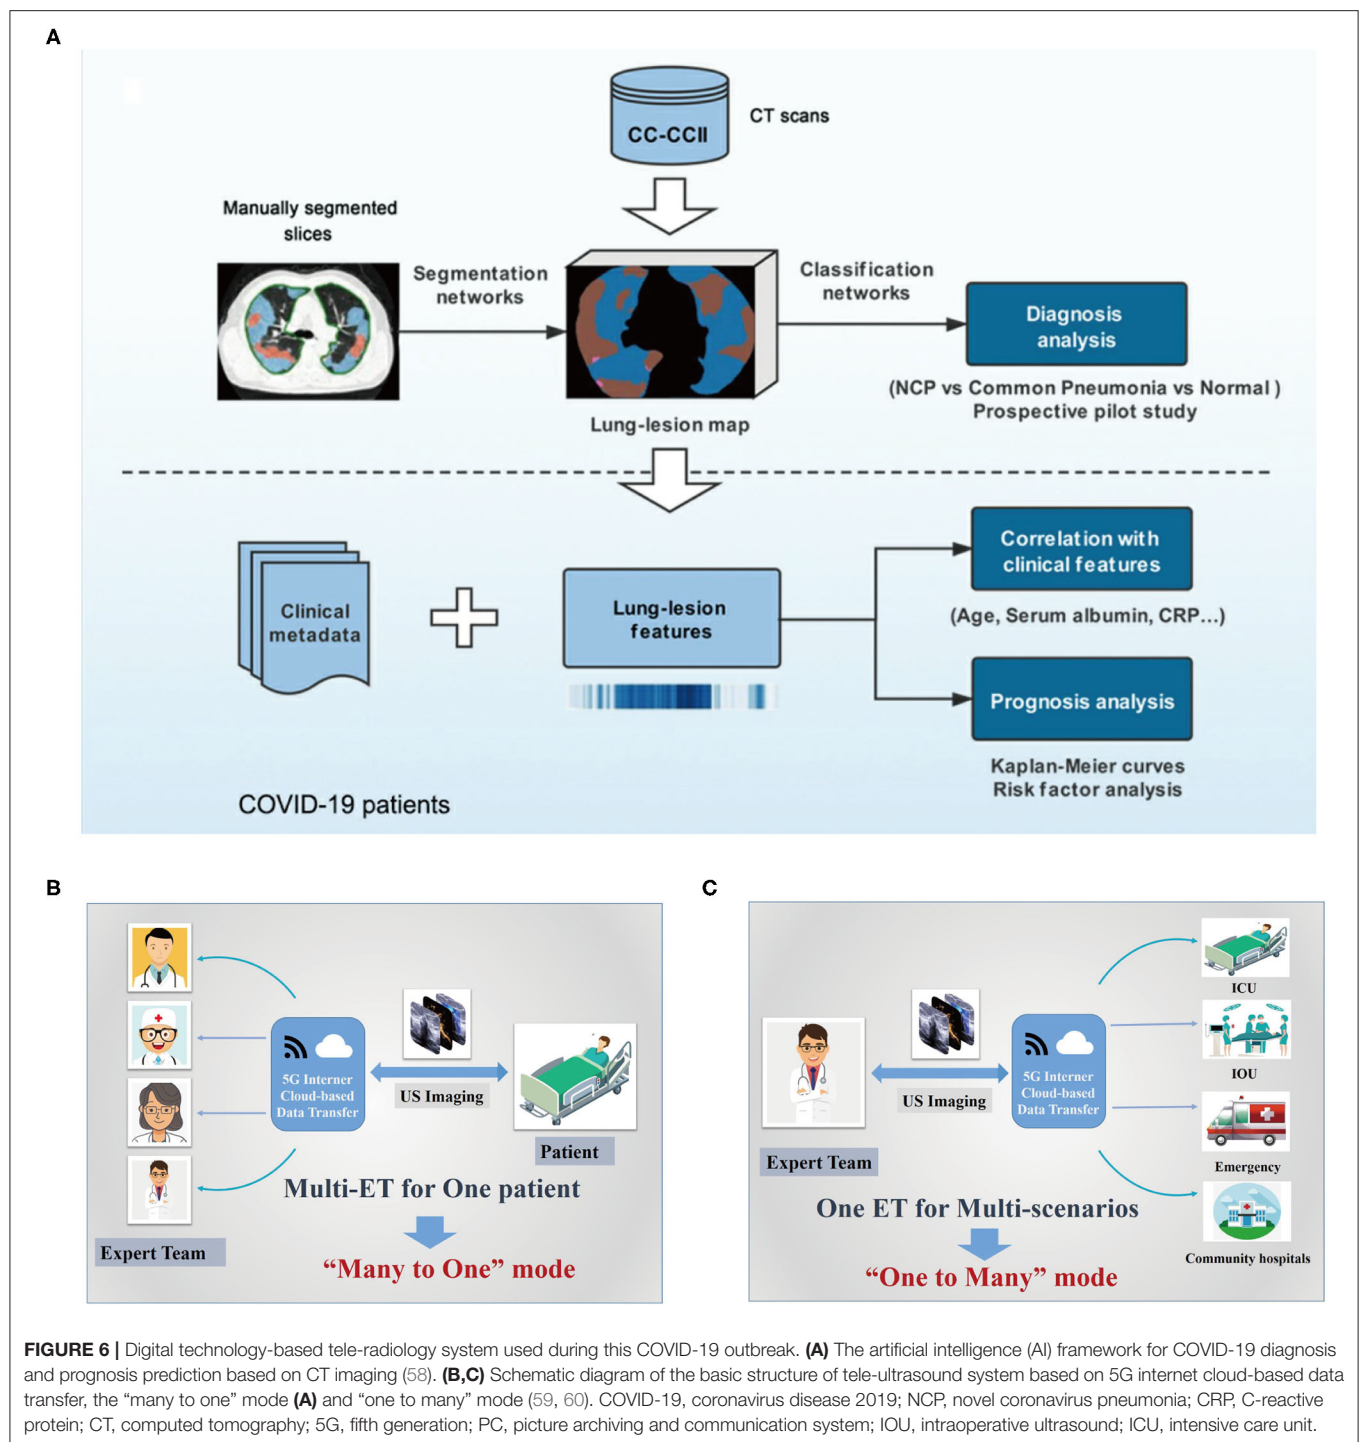 A
CC-CCII
CT scans
Manually segmented
slices
Segmentation
networks
Classification
networks
Diagnosis
analysis
(NCP vs Common Pneumonia vs Normal )
Prospective pilot study
Lung-lesion map
Clinical
metadata
Lung-lesion
features
Correlation with
clinical features
(Age, Serum albumin, CRP...)
Prognosis analysis
Kaplan-Meier curves
Risk factor analysis
COVID-19 patients
B
5G Interner
Cloud-based
Data Transfer
US Imaging
Patient
Expert Team
Multi-ET for One patient
“Many to One” mode
C
Expert Team
US Imaging
5G Interner
Cloud-based
Data Transfer
ICU
IOU
Emergency
Community hospitals
One ET for Multi-scenarios
“One to Many” mode
FIGURE 6 | Digital technology-based tele-radiology system used during this COVID-19 outbreak. (A) The artificial intelligence (AI) framework for COVID-19 diagnosis
and prognosis prediction based on CT imaging (58). (B,C) Schematic diagram of the basic structure of tele-ultrasound system based on 5G internet cloud-based data
transfer, the “many to one” mode (A) and “one to many” mode (59, 60). COVID-19, coronavirus disease 2019; NCP, novel coronavirus pneumonia; CRP, C-reactive
protein; CT, computed tomography; 5G, fifth generation; PC, picture archiving and communication system; IOU, intraoperative ultrasound; ICU, intensive care unit.